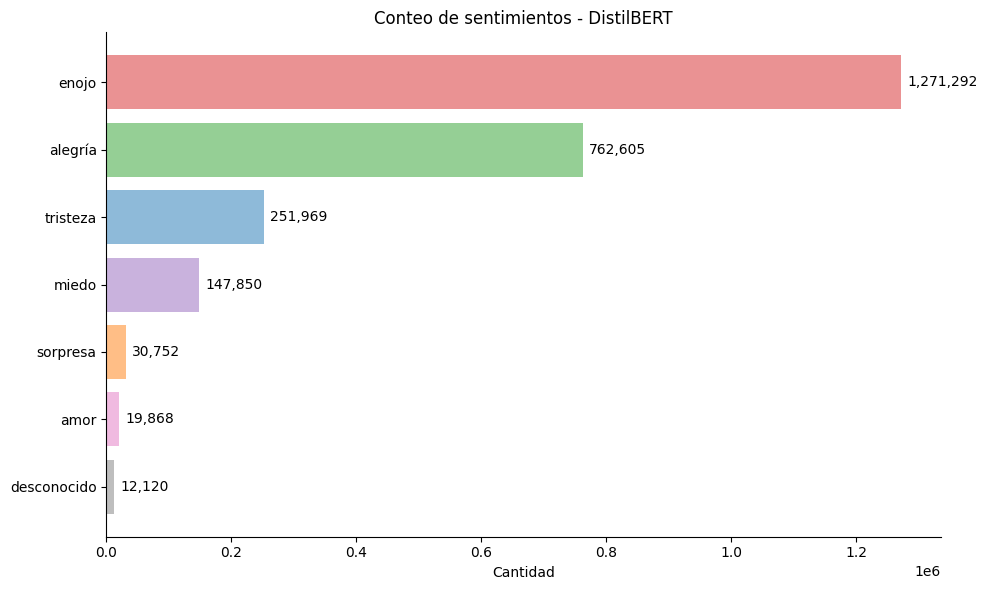 Conteo de sentimientos - DistilBERT
enojo 1,271,292
alegría 762,605
tristeza 251,969
miedo 147,850
sorpresa 30,752
amor 19,868
desconocido 12,120
0.0 0.2 0.4 0.6 0.8 1.0 1.2
1e6
Cantidad